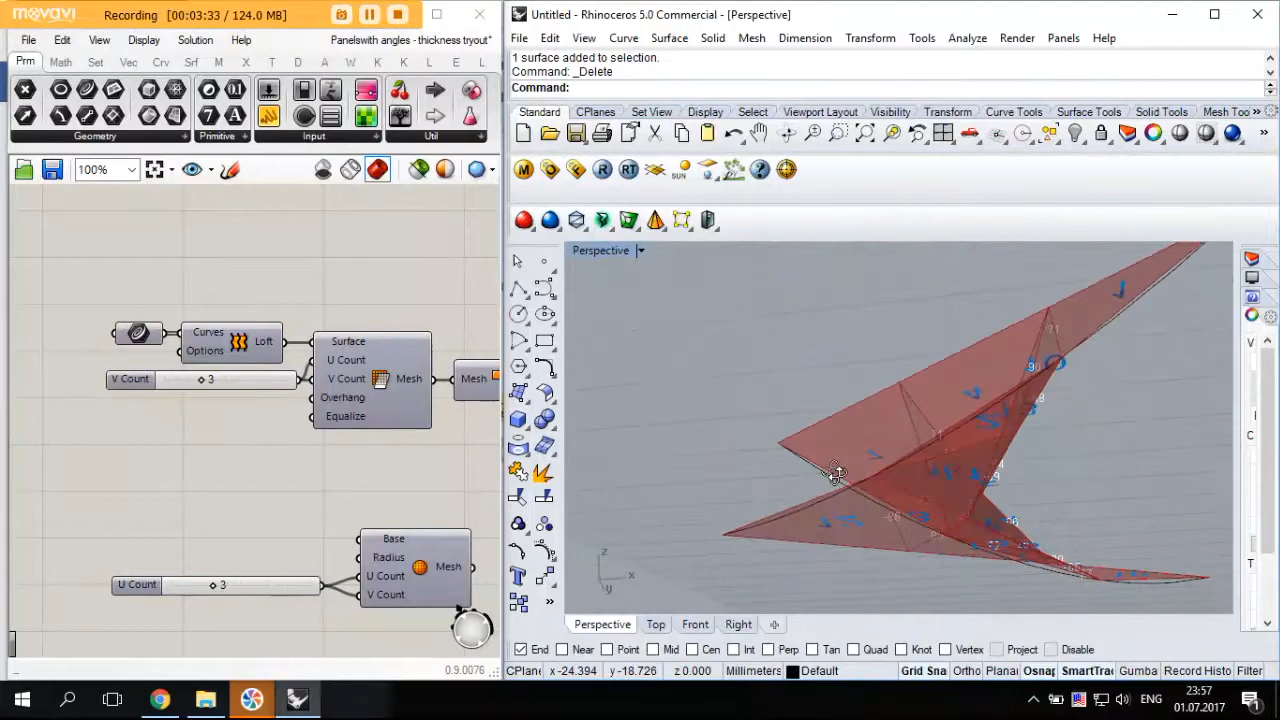 movavi
Recording [00:03:33 / 124.0 MB]
Untitled - Rhinoceros 5.0 Commercial - [Perspective]
File Edit View Display Solution Help
Panelswith angles - thickness tryout*
File Edit View Curve Surface Solid Mesh Dimension Transform Tools Analyze Render Panels Help
Prm Math Set Vec Crv Srf M X T D V K K L E L
1 surface added to selection.
Command: _Delete
Command:
Standard CPlanes Set View Display Select Viewport Layout Visibility Transform Curve Tools Surface Tools Solid Tools Mesh Too
Geometry Primitive Input Util
100%
SUN
Perspective
Curves
Options
Loft
V Count 3
Surface
U Count
V Count
Overhang
Equalize
Mesh
Mesh
Base
Radius
U Count
V Count
Mesh
U Count 3
z
x
y
Perspective Top Front Right
End Near Point Mid Cen Int Perp Tan Quad Knot Vertex Project Disable
0.9.0076
CPlane x -24.394 y -18.726 z 0.000 Millimeters Default Grid Sna Ortho Planar Osnap SmartTrac Gumba Record Histo Filter
ENG
23:57
01.07.2017